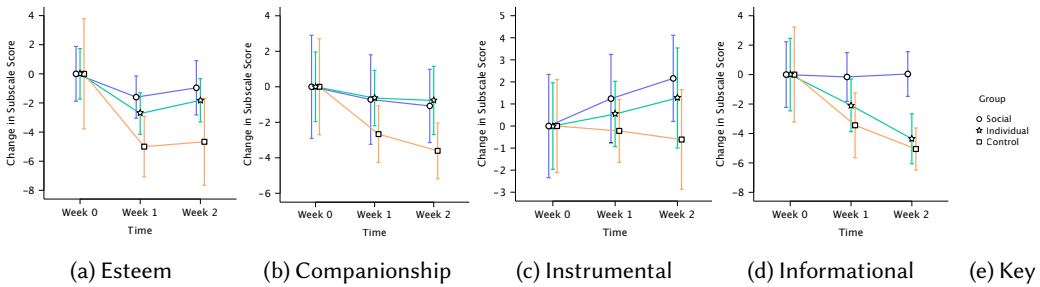 Change in Subscale Score
4
2
0
−2
−4
−6
−8
Week 0 Week 1 Week 2
Time
(a) Esteem
Change in Subscale Score
4
2
0
−2
−4
−6
Week 0 Week 1 Week 2
Time
(b) Companionship
Change in Subscale Score
5
4
3
2
1
0
−1
−2
−3
Week 0 Week 1 Week 2
Time
(c) Instrumental
Change in Subscale Score
4
2
0
−2
−4
−6
−8
Week 0 Week 1 Week 2
Time
(d) Informational
Group
Social
Individual
Control
(e) Key